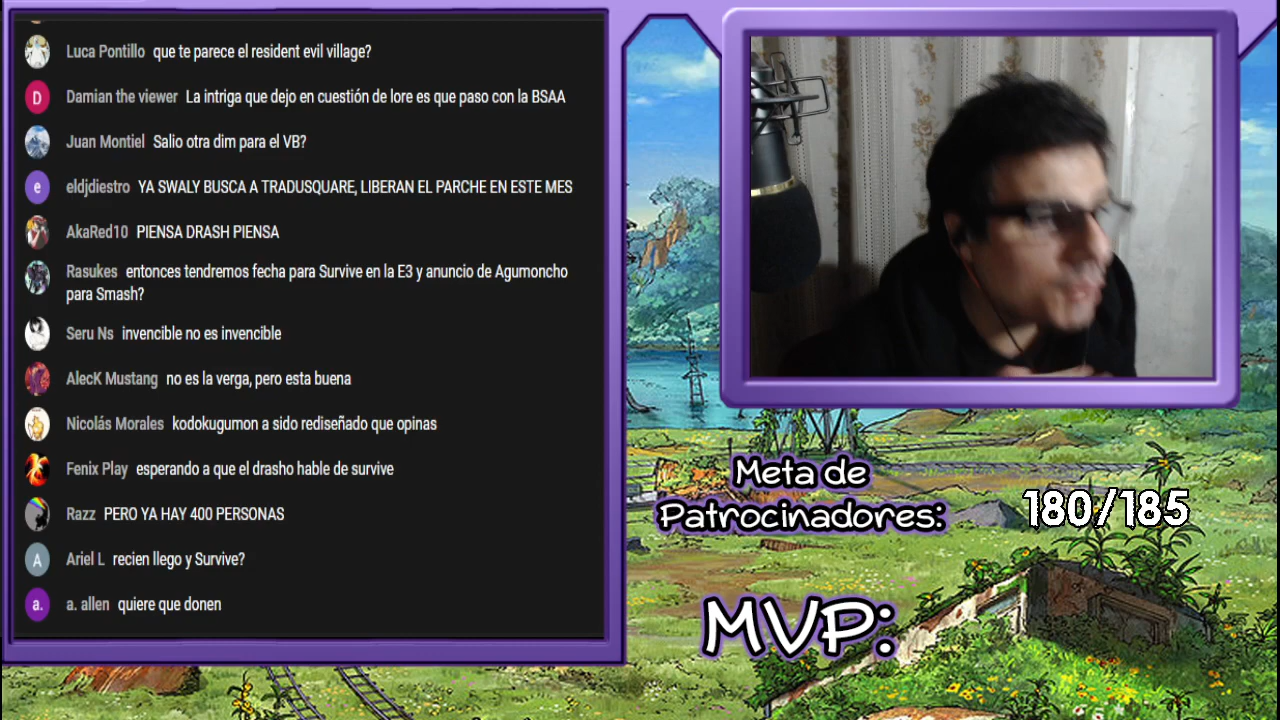 Luca Pontillo que te parece el resident evil village?
D Damian the viewer La intriga que dejo en cuestión de lore es que paso con la BSAA
Juan Montiel Salio otra dim para el VB?
e eldjdiestro YA SWALY BUSCA A TRADUSQUARE, LIBERAN EL PARCHE EN ESTE MES
AkaRed10 PIENSA DRASH PIENSA
Rasukes entonces tendremos fecha para Survive en la E3 y anuncio de Agumoncho
para Smash?
Seru Ns invencible no es invencible
AlecK Mustang no es la verga, pero esta buena
Nicolás Morales kodokugumon a sido rediseñado que opinas
Fenix Play esperando a que el drasho hable de survive
Razz PERO YA HAY 400 PERSONAS
A Ariel L recien llego y Survive?
a. a. allen quiere que donen
Meta de
Patrocinadores: 180/185
MVP: